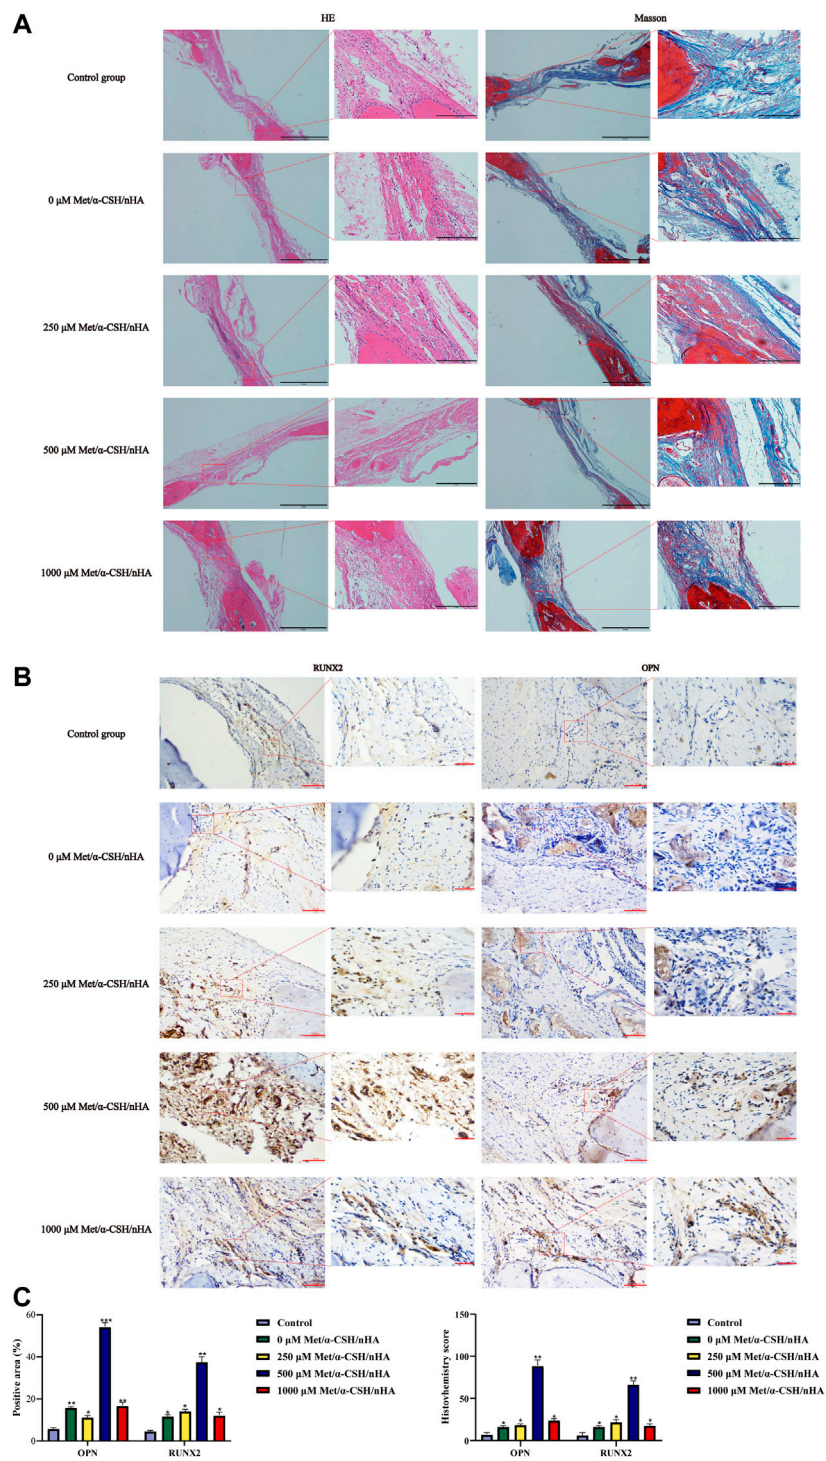 A
HE
Masson
Control group
0 μM Met/α-CSH/nHA
250 μM Met/α-CSH/nHA
500 μM Met/α-CSH/nHA
1000 μM Met/α-CSH/nHA
B
RUNX2
OPN
Control group
0 μM Met/α-CSH/nHA
250 μM Met/α-CSH/nHA
500 μM Met/α-CSH/nHA
1000 μM Met/α-CSH/nHA
C
Positive area (%)
60
40
20
0
** * *** **
* * ** *
OPN
RUNX2
Control
0 μM Met/α-CSH/nHA
250 μM Met/α-CSH/nHA
500 μM Met/α-CSH/nHA
1000 μM Met/α-CSH/nHA
Histovhemistry score
150
100
50
0
* * ** *
* * ** *
OPN
RUNX2
Control
0 μM Met/α-CSH/nHA
250 μM Met/α-CSH/nHA
500 μM Met/α-CSH/nHA
1000 μM Met/α-CSH/nHA